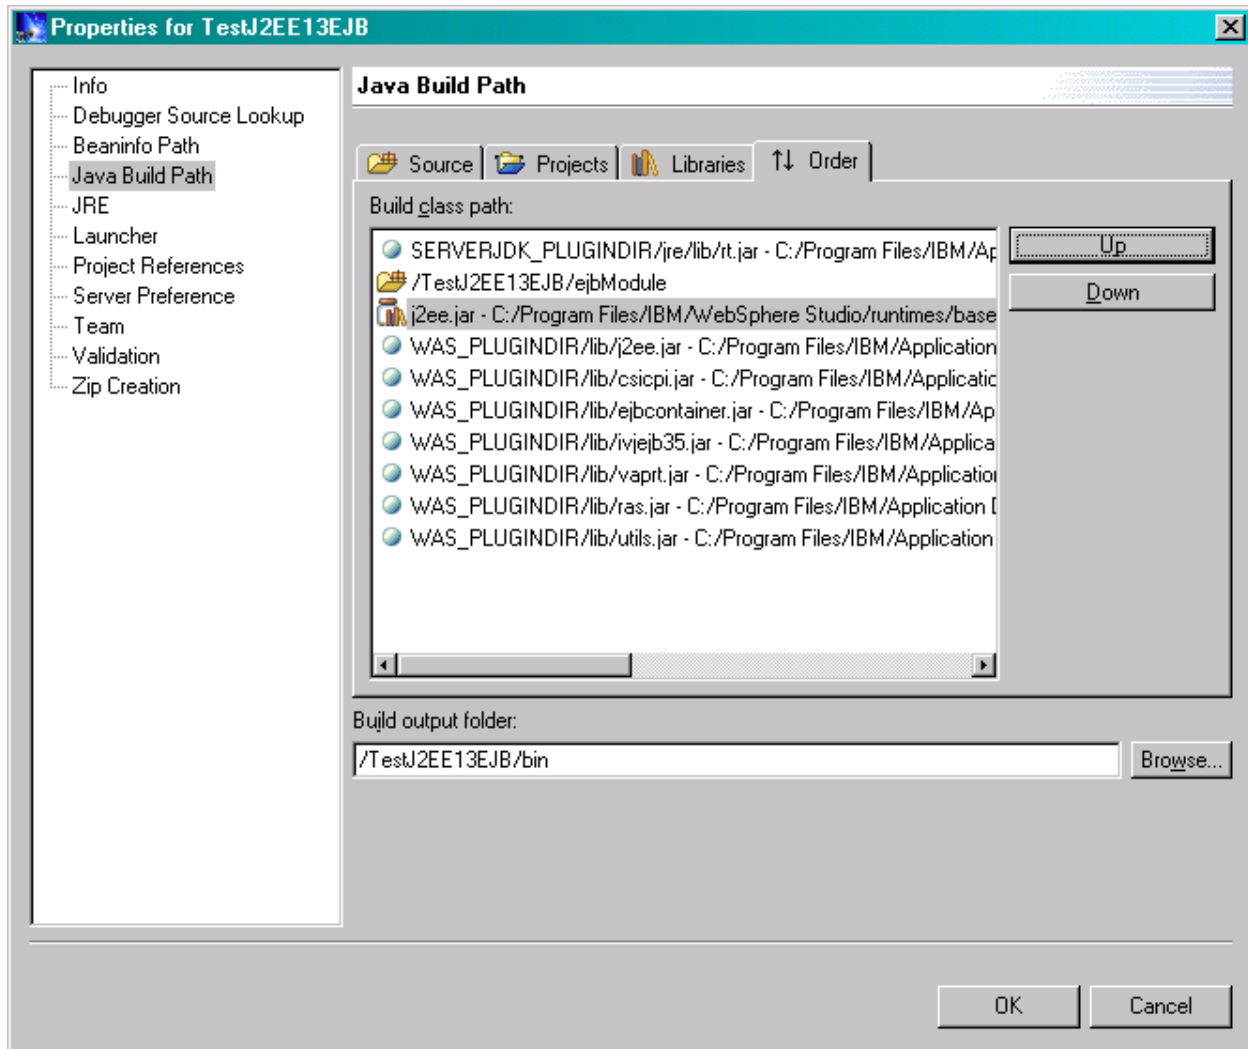 Properties for TestJ2EE13EJB
Info
Debugger Source Lookup
Beaninfo Path
Java Build Path
JRE
Launcher
Project References
Server Preference
Team
Validation
Zip Creation
Java Build Path
Source Projects Libraries Order
Build class path:
SERVERJDK_PLUGINDIR/jre/lib/rt.jar - C:/Program Files/IBM/Ap
/TestJ2EE13EJB/ejbModule
j2ee.jar - C:/Program Files/IBM/WebSphere Studio/runtimes/base
WAS_PLUGINDIR/lib/j2ee.jar - C:/Program Files/IBM/Application
WAS_PLUGINDIR/lib/csicpi.jar - C:/Program Files/IBM/Applicatic
WAS_PLUGINDIR/lib/ejbcontainer.jar - C:/Program Files/IBM/Ap
WAS_PLUGINDIR/lib/ivjejb35.jar - C:/Program Files/IBM/Applica
WAS_PLUGINDIR/lib/vaprt.jar - C:/Program Files/IBM/Application
WAS_PLUGINDIR/lib/ras.jar - C:/Program Files/IBM/Application D
WAS_PLUGINDIR/lib/utils.jar - C:/Program Files/IBM/Application
Up
Down
Build output folder:
/TestJ2EE13EJB/bin
Browse...
OK
Cancel